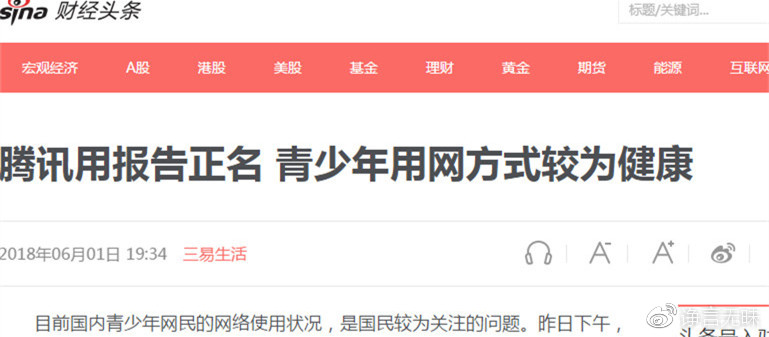 sina 财经头条
标题/关键词...
宏观经济 A股 港股 美股 基金 理财 黄金 期货 能源 互联网
腾讯用报告正名 青少年用网方式较为健康
2018年06月01日 19:34 三易生活
A- A+
目前国内青少年网民的网络使用状况，是国民较为关注的问题。昨日下午，